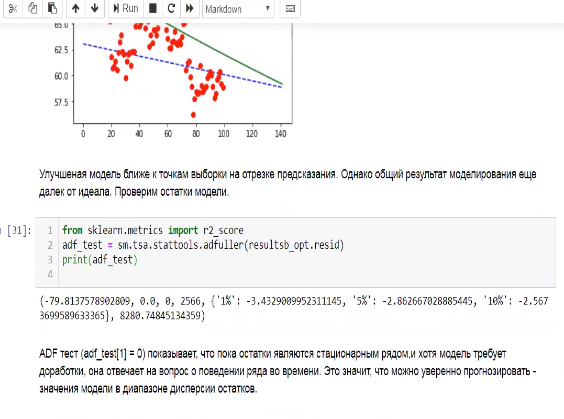 Run
Markdown
65.0
62.5
60.0
57.5
0 20 40 60 80 100 120 140
Улучшеная модель ближе к точкам выборки на отрезке предсказания. Однако общий результат моделирования еще
далек от идеала. Проверим остатки модели.
[31]:
1 from sklearn.metrics import r2_score
2 adf_test = sm.tsa.stattools.adfuller(resultsb_opt.resid)
3 print(adf_test)
4
(-79.8137578902809, 0.0, 0, 2566, {'1%': -3.4329009952311145, '5%': -2.862667028885445, '10%': -2.567
3699589633365}, 8280.74845134359)
ADF тест (adf_test[1] = 0) показывает, что пока остатки являются стационарным рядом,и хотя модель требует
доработки, она отвечает на вопрос о поведении ряда во времени. Это значит, что можно уверенно прогнозировать -
значения модели в диапазоне дисперсии остатков.